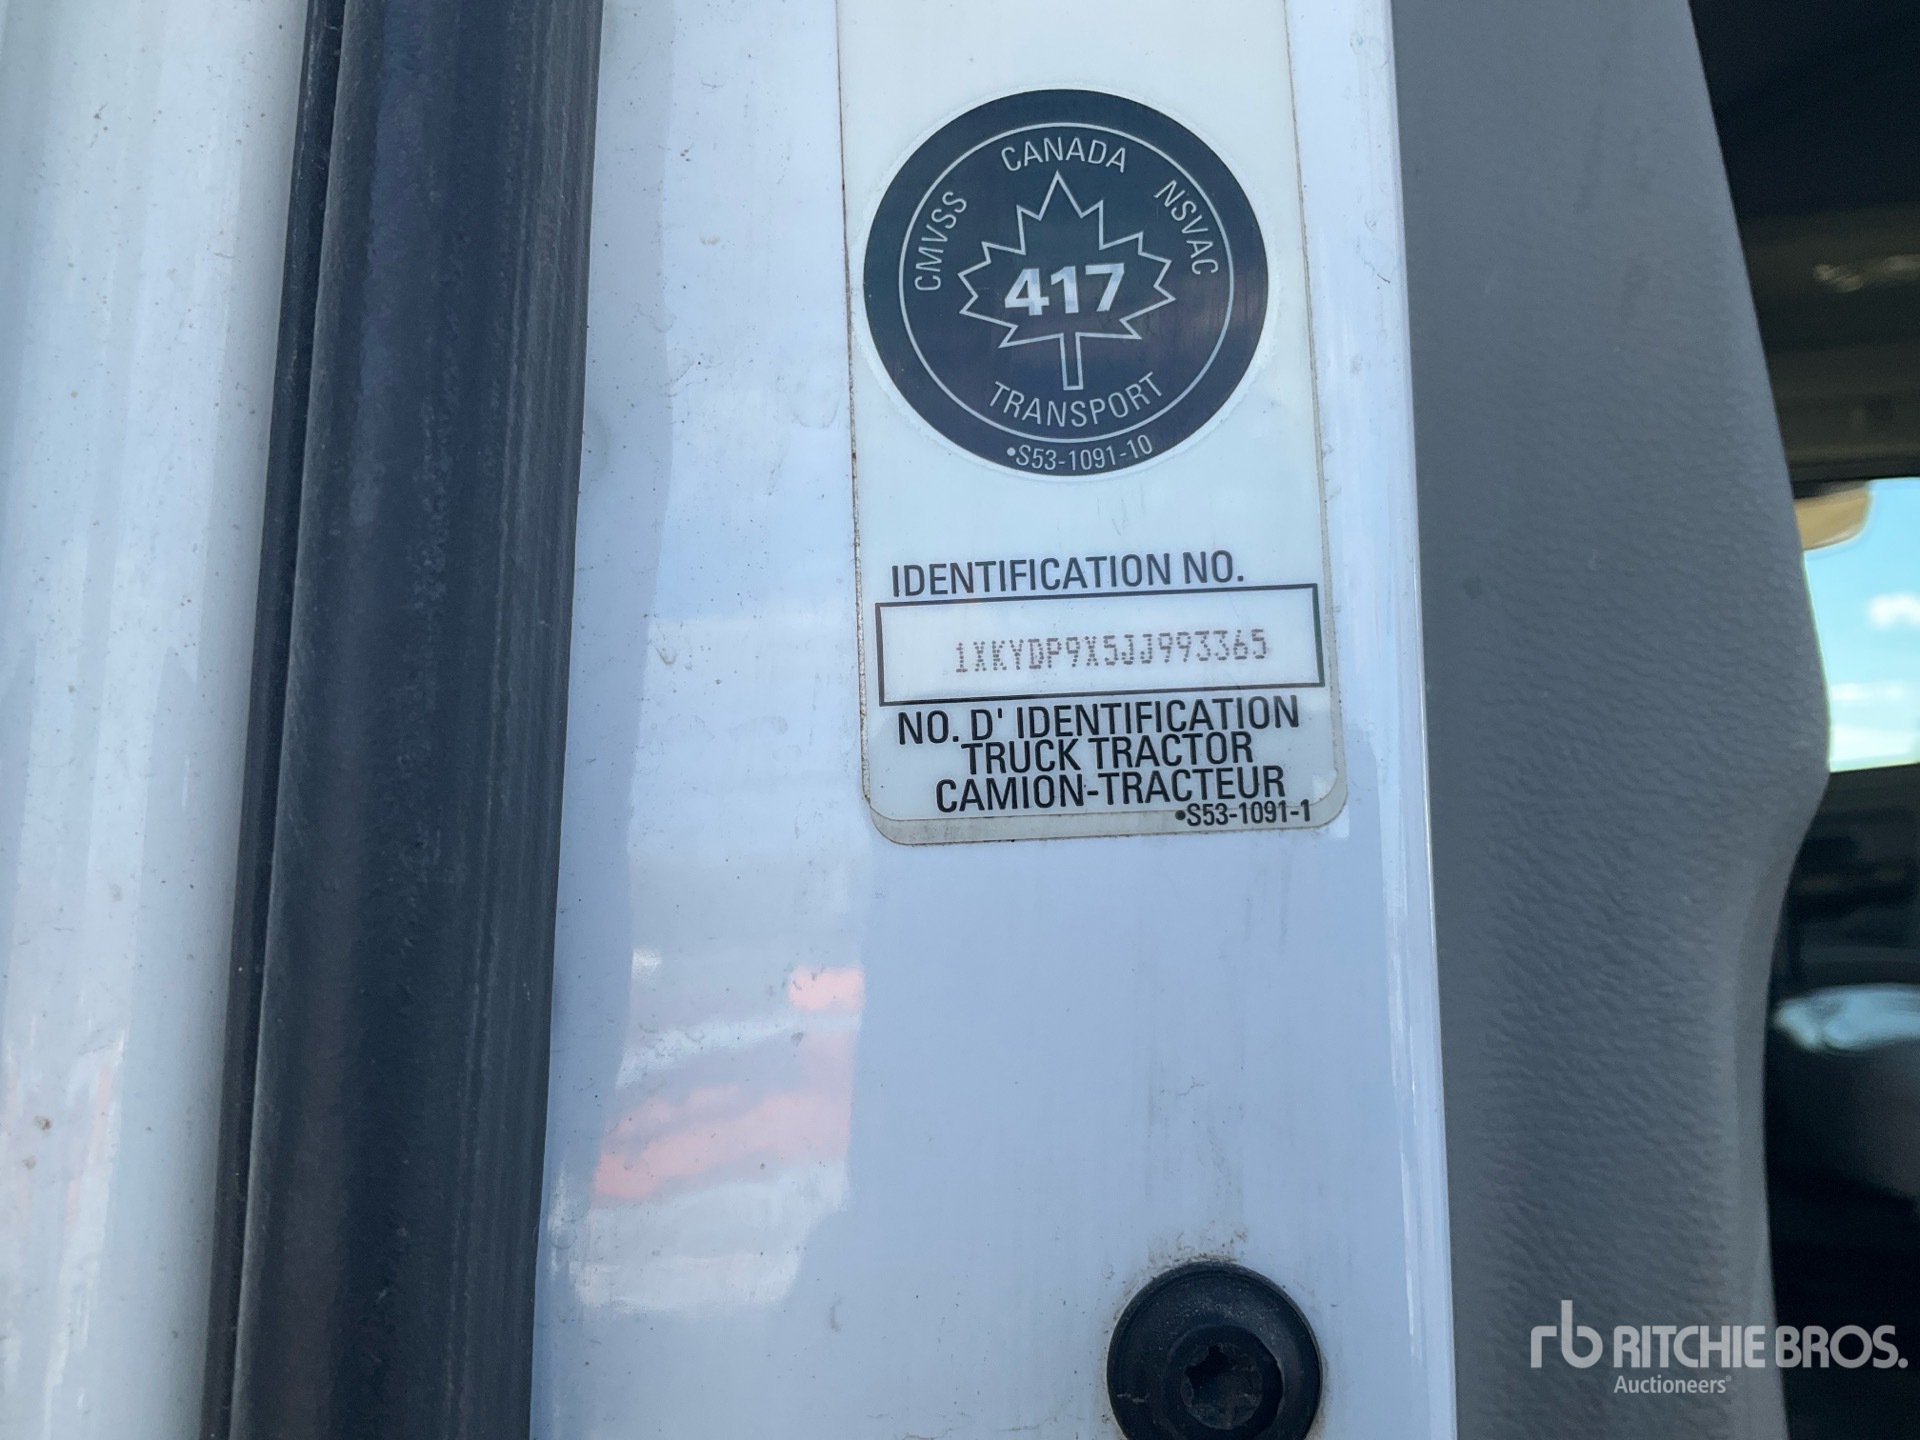 CANADA
CMVSS
NSVAC
417
TRANSPORT
•S53-1091-10
IDENTIFICATION NO.
1XKYDP9X5JJ993365
NO. D' IDENTIFICATION
TRUCK TRACTOR
CAMION-TRACTEUR
•S53-1091-1
rb RITCHIE BROS.
Auctioneers